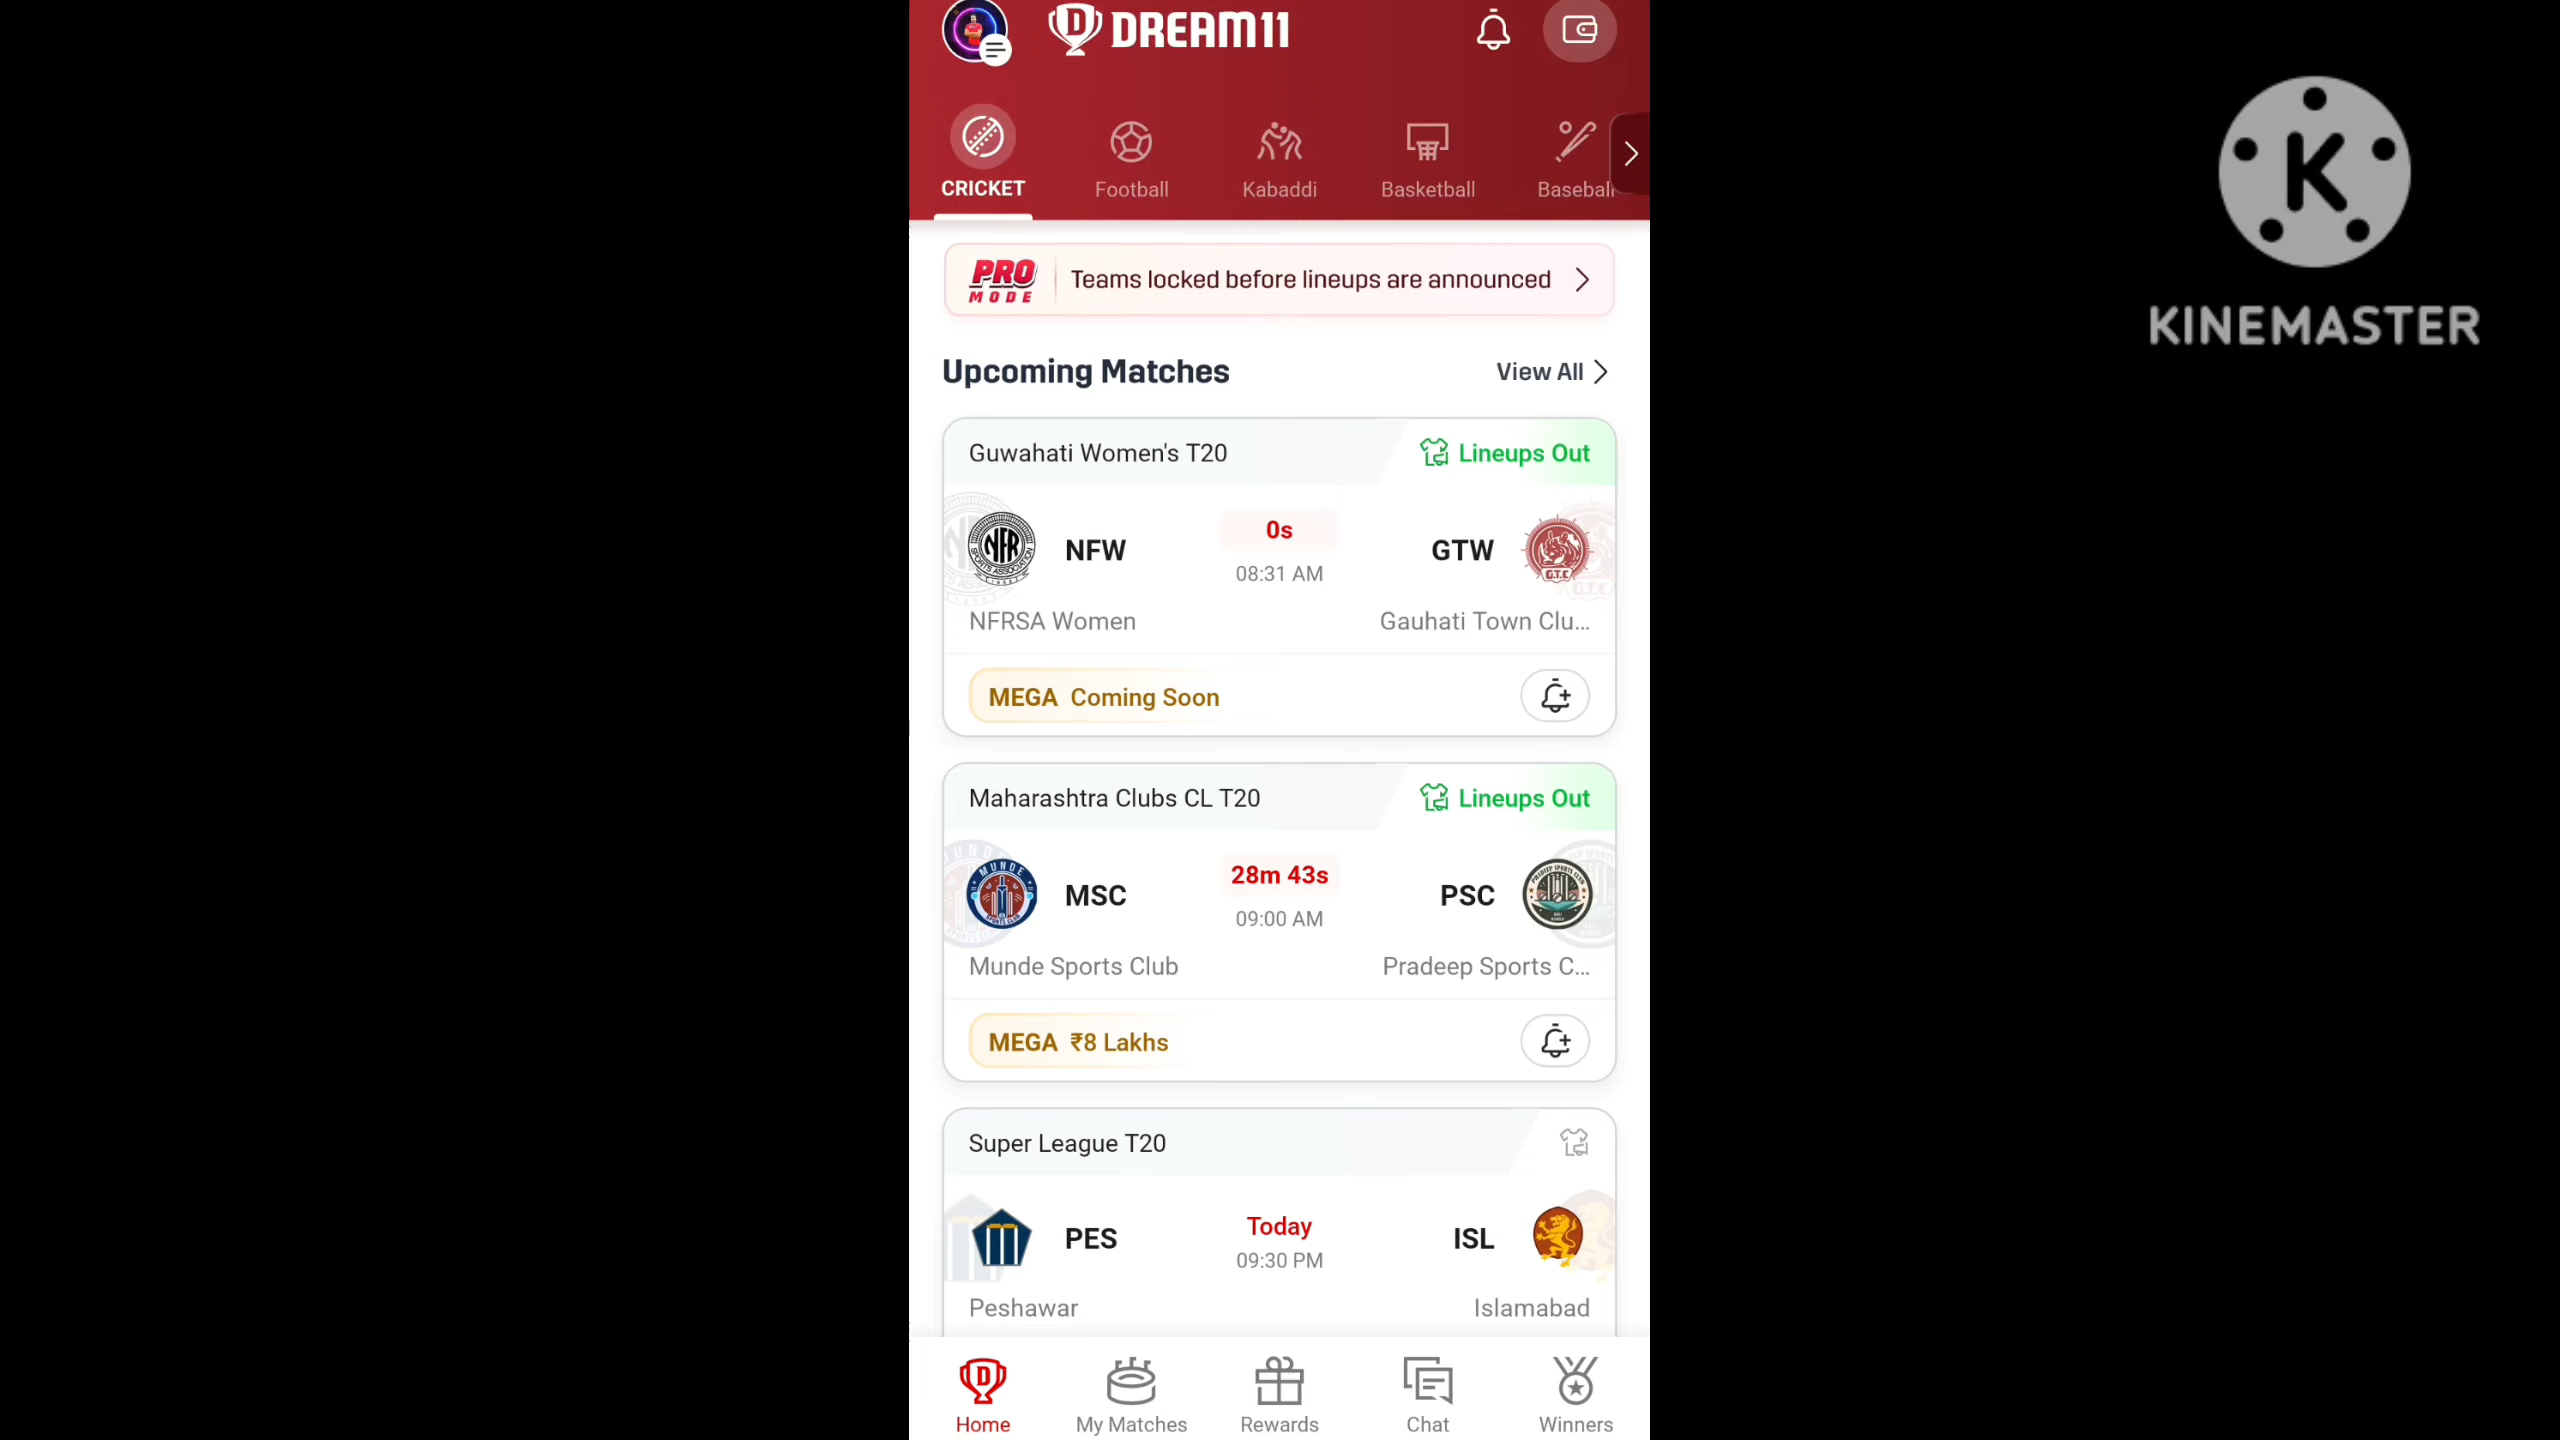 DREAM11
CRICKET
Football
Kabaddi
Basketball
Baseball
PRO MODE
Teams locked before lineups are announced
Upcoming Matches
View All
Guwahati Women's T20
Lineups Out
NFW
0s
08:31 AM
GTW
NFRSA Women
Gauhati Town Clu...
MEGA Coming Soon
Maharashtra Clubs CL T20
Lineups Out
MSC
28m 43s
09:00 AM
PSC
Munde Sports Club
Pradeep Sports C...
MEGA ₹8 Lakhs
Super League T20
PES
Today
09:30 PM
ISL
Peshawar
Islamabad
Home
My Matches
Rewards
Chat
Winners
K
KINEMASTER